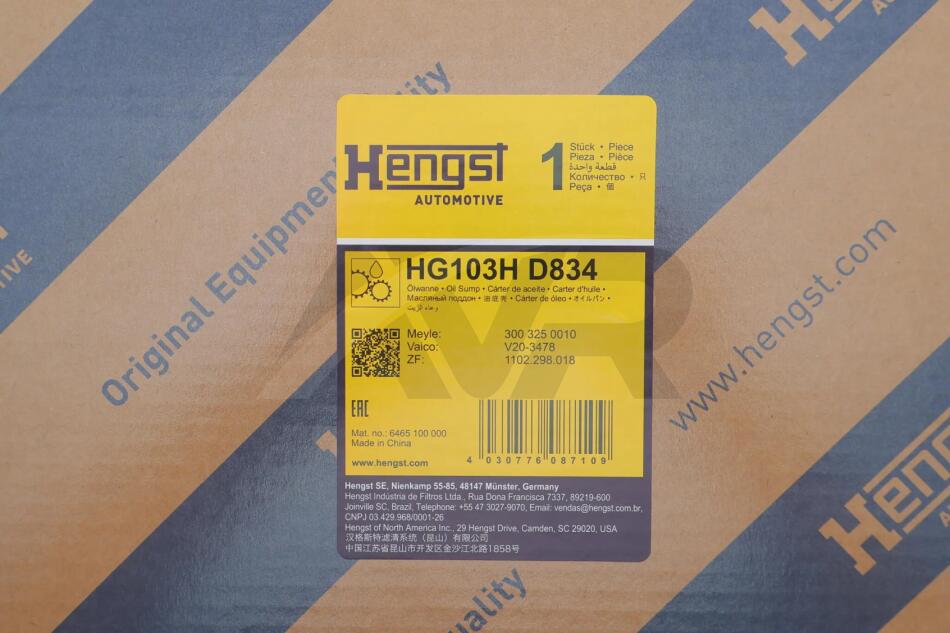 Hengst
AUTOMOTIVE
1
Stück • Piece
Pieza • Pièce
قطعة واحدة
Количество • 只
Peça • 個
HG103H D834
Ölwanne • Oil Sump • Cárter de aceite • Carter d'huile •
Масляный поддон • 油底壳 • Cárter de óleo • オイルパン •
وعاء الزيت
Meyle: 300 325 0010
Vaico: V20-3478
ZF: 1102.298.018
EAC
Mat. no.: 6465 100 000
Made in China
www.hengst.com
4 030776 087109
Hengst SE, Nienkamp 55-85, 48147 Münster, Germany
Hengst Indústria de Filtros Ltda., Rua Dona Francisca 7337, 89219-600
Joinville SC, Brazil, Telephone: +55 47 3027-9070, Email: vendas@hengst.com.br,
CNPJ 03.429.968/0001-26
Hengst of North America Inc., 29 Hengst Drive, Camden, SC 29020, USA
汉格斯特滤清系统（昆山）有限公司
中国江苏省昆山市开发区金沙江北路1858号
Original Equipment
www.hengst.com
Hengst
AUTOMOTIVE
AVR